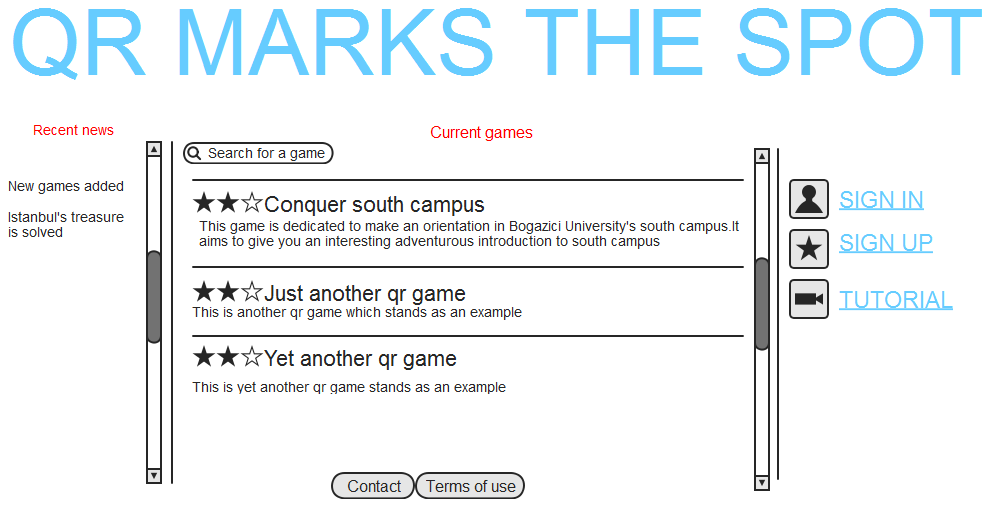 QR MARKS THE SPOT
Recent news
New games added
Istanbul's treasure
is solved
Current games
Search for a game
★★☆Conquer south campus
This game is dedicated to make an orientation in Bogazici University's south campus.It
aims to give you an interesting adventurous introduction to south campus
★★☆Just another qr game
This is another qr game which stands as an example
★★☆Yet another qr game
This is yet another qr game stands as an example
SIGN IN
SIGN UP
TUTORIAL
Contact
Terms of use